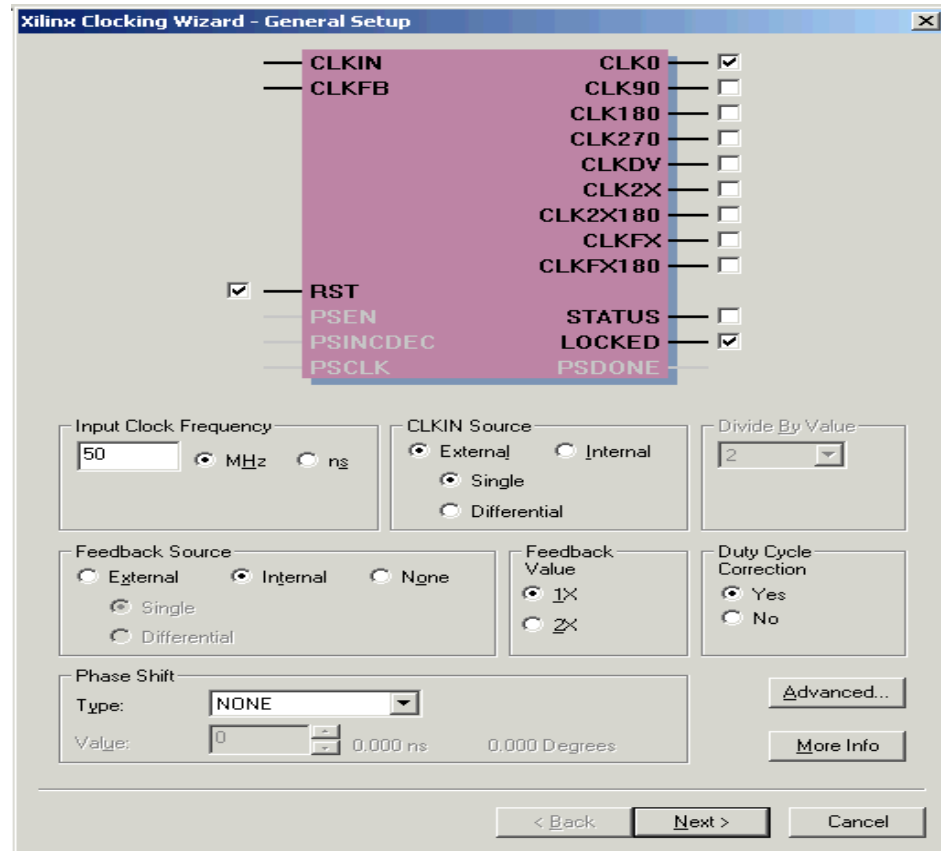 Xilinx Clocking Wizard - General Setup
CLKIN CLK0
CLKFB CLK90
CLK180
CLK270
CLKDV
CLK2X
CLK2X180
CLKFX
CLKFX180
RST
PSEN STATUS
PSINCDEC LOCKED
PSCLK PSDONE
Input Clock Frequency
50 MHz ns
CLKIN Source
External Internal
Single
Differential
Divide By Value
2
Feedback Source
External Internal None
Single
Differential
Feedback
Value
1X
2X
Duty Cycle
Correction
Yes
No
Phase Shift
Type: NONE
Value: 0 0.000 ns 0.000 Degrees
Advanced...
More Info
< Back Next > Cancel